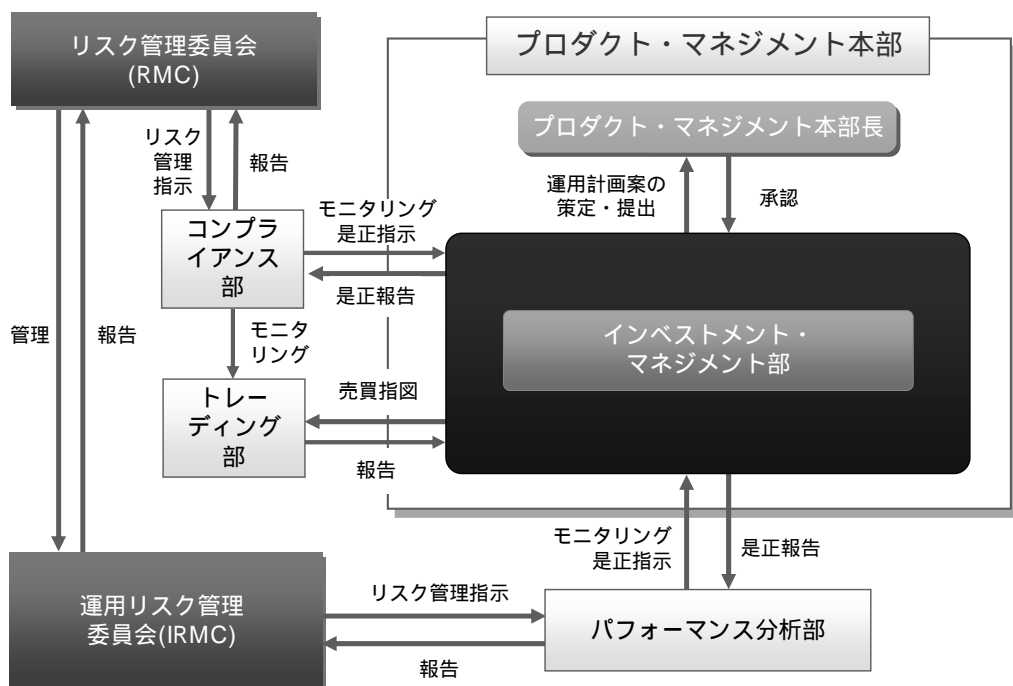 リスク管理委員会
(RMC)
プロダクト・マネジメント本部
プロダクト・マネジメント本部長
リスク
管理
指示
報告
運用計画案の
策定・提出
承認
コンプラ
イアンス
部
モニタリング
是正指示
是正報告
インベストメント・
マネジメント部
管理
報告
モニタ
リング
トレー
ディング
部
売買指図
報告
モニタリング
是正指示
是正報告
運用リスク管理
委員会(IRMC)
リスク管理指示
報告
パフォーマンス分析部